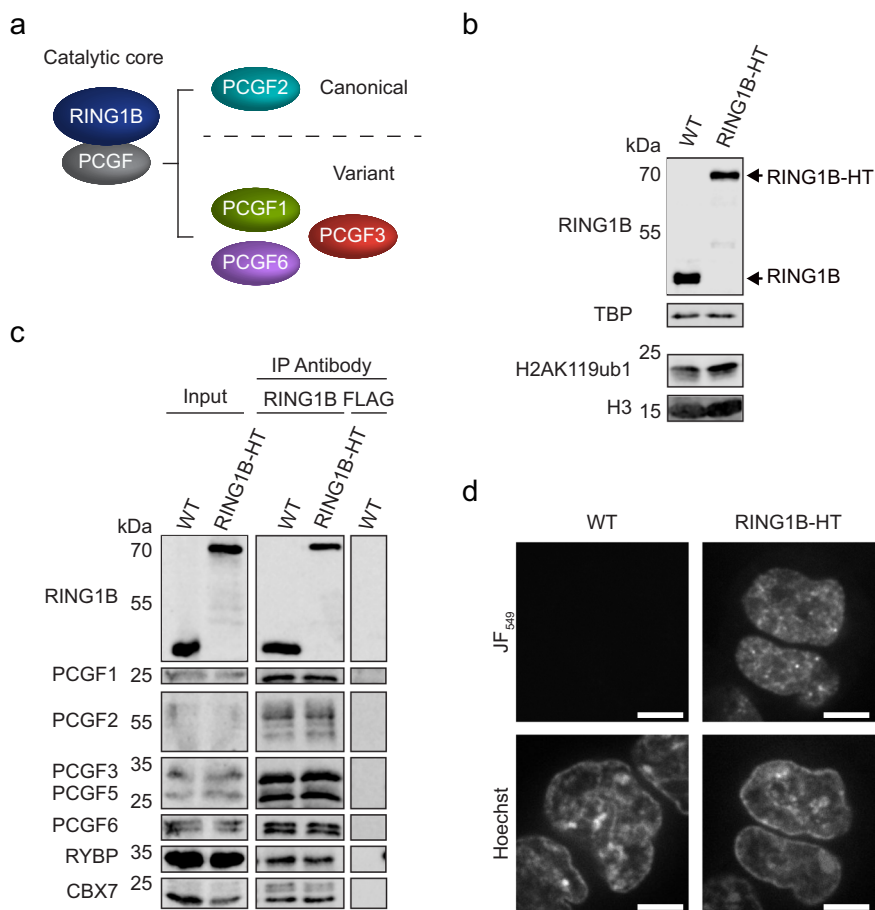 a
Catalytic core
RING1B
PCGF
PCGF2
Canonical
Variant
PCGF1
PCGF3
PCGF6
b
WT
RING1B-HT
kDa
70
RING1B-HT
RING1B
55
RING1B
TBP
H2AK119ub1
25
H3
15
c
IP Antibody
Input
RING1B
FLAG
WT
RING1B-HT
WT
RING1B-HT
WT
kDa
70
RING1B
55
PCGF1
25
PCGF2
55
PCGF3
35
PCGF5
25
PCGF6
RYBP
35
CBX7
25
d
WT
RING1B-HT
JF549
Hoechst